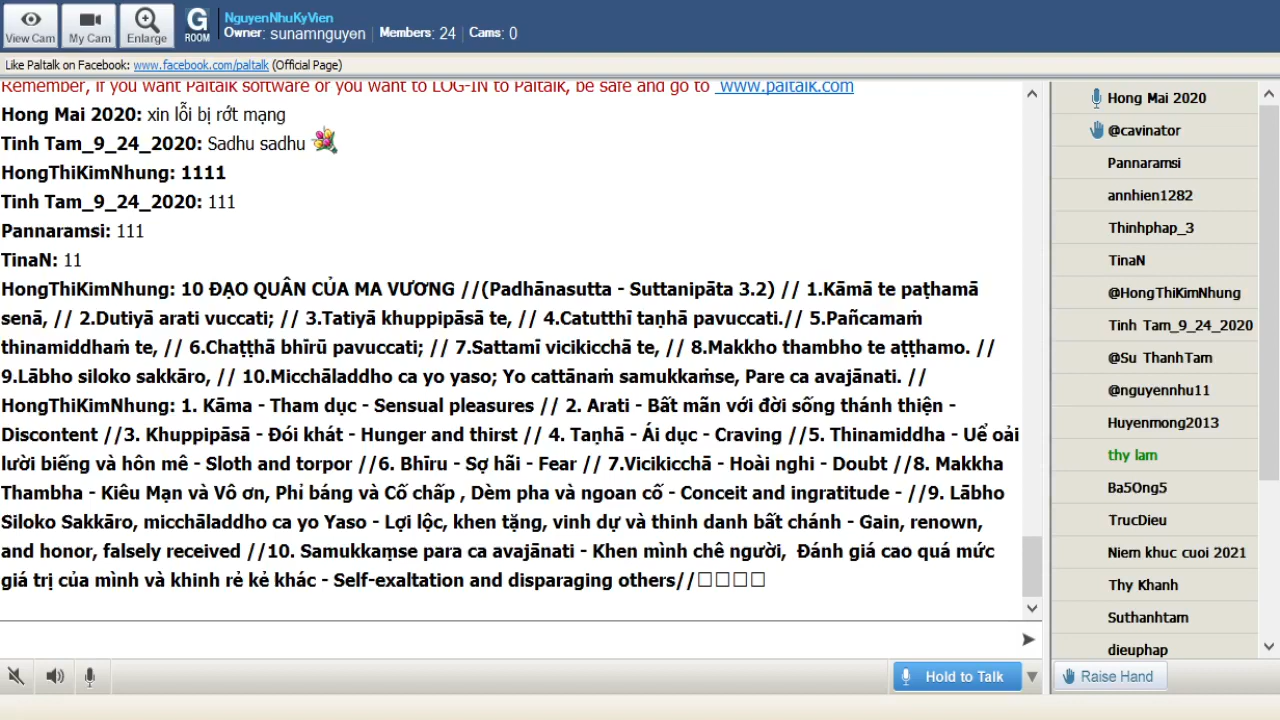 View Cam
My Cam
Enlarge
G
ROOM
NguyenNhuKyVien
Owner: sunamnguyen | Members: 24 | Cams: 0
Like Paltalk on Facebook: www.facebook.com/paltalk (Official Page)
Remember, if you want Paltalk software or you want to LOG-IN to Paltalk, be safe and go to www.paltalk.com
Hong Mai 2020: xin lỗi bị rớt mạng
Tinh Tam_9_24_2020: Sadhu sadhu
HongThiKimNhung: 1111
Tinh Tam_9_24_2020: 111
Pannaramsi: 111
TinaN: 11
HongThiKimNhung: 10 ĐẠO QUÂN CỦA MA VƯƠNG //(Padhānasutta - Suttanipāta 3.2) // 1.Kāmā te paṭhamā
senā, // 2.Dutiyā arati vuccati; // 3.Tatiyā khuppipāsā te, // 4.Catutthī taṇhā pavuccati.// 5.Pañcamaṁ
thinamiddhaṁ te, // 6.Chaṭṭhā bhīrū pavuccati; // 7.Sattamī vicikicchā te, // 8.Makkho thambho te aṭṭhamo. //
9.Lābho siloko sakkāro, // 10.Micchāladdho ca yo yaso; Yo cattānaṁ samukkaṁse, Pare ca avajānati. //
HongThiKimNhung: 1. Kāma - Tham dục - Sensual pleasures // 2. Arati - Bất mãn với đời sống thánh thiện -
Discontent //3. Khuppipāsā - Đói khát - Hunger and thirst // 4. Taṇhā - Ái dục - Craving //5. Thinamiddha - Uể oải
lười biếng và hôn mê - Sloth and torpor //6. Bhīru - Sợ hãi - Fear // 7.Vicikicchā - Hoài nghi - Doubt //8. Makkha
Thambha - Kiêu Mạn và Vô ơn, Phỉ báng và Cố chấp , Dèm pha và ngoan cố - Conceit and ingratitude - //9. Lābho
Siloko Sakkāro, micchāladdho ca yo Yaso - Lợi lộc, khen tặng, vinh dự và thinh danh bất chánh - Gain, renown,
and honor, falsely received //10. Samukkaṃse para ca avajānati - Khen mình chê người,  Đánh giá cao quá mức
giá trị của mình và khinh rẻ kẻ khác - Self-exaltation and disparaging others//□□□□
Hold to Talk
Hong Mai 2020
@cavinator
Pannaramsi
annhien1282
Thinhphap_3
TinaN
@HongThiKimNhung
Tinh Tam_9_24_2020
@Su ThanhTam
@nguyennhu11
Huyenmong2013
thy lam
Ba5Ong5
TrucDieu
Niem khuc cuoi 2021
Thy Khanh
Suthanhtam
dieuphap
Raise Hand